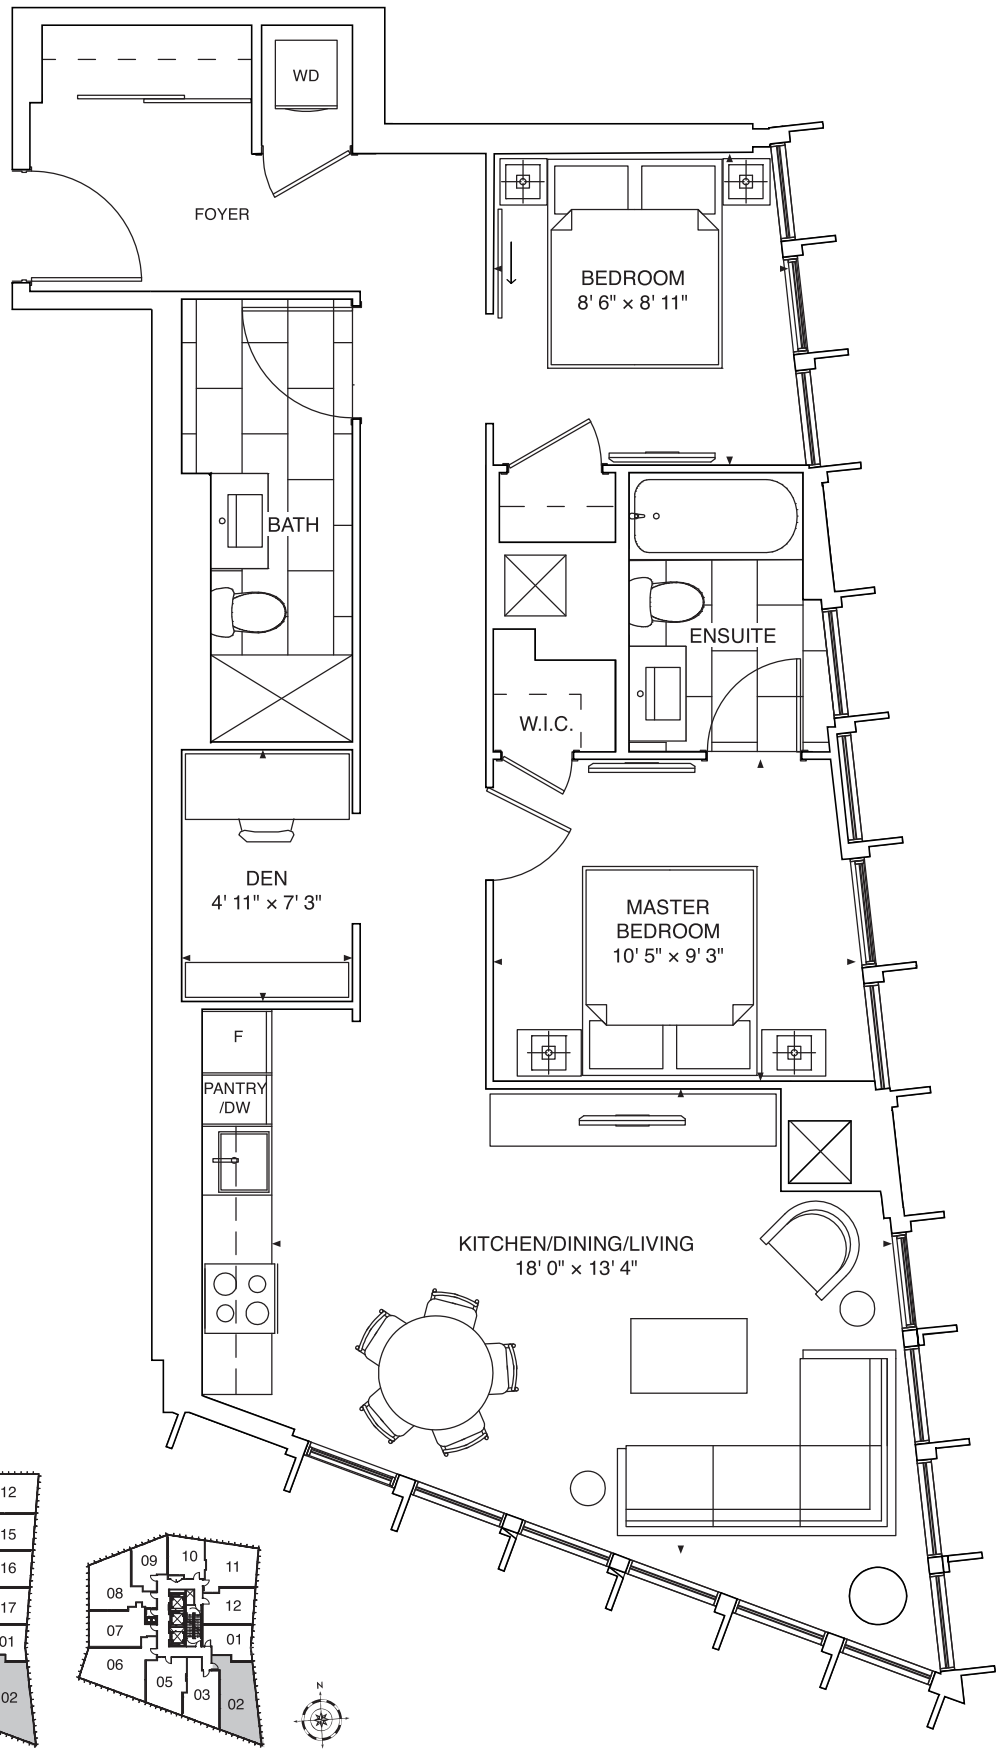 WD
FOYER
BEDROOM
8' 6" × 8' 11"
BATH
ENSUITE
W.I.C.
DEN
4' 11" × 7' 3"
MASTER
BEDROOM
10' 5" × 9' 3"
F
PANTRY
/DW
KITCHEN/DINING/LIVING
18' 0" × 13' 4"
12
15
16
17
01
02
09
10
11
08
12
07
01
06
05
03
02
N